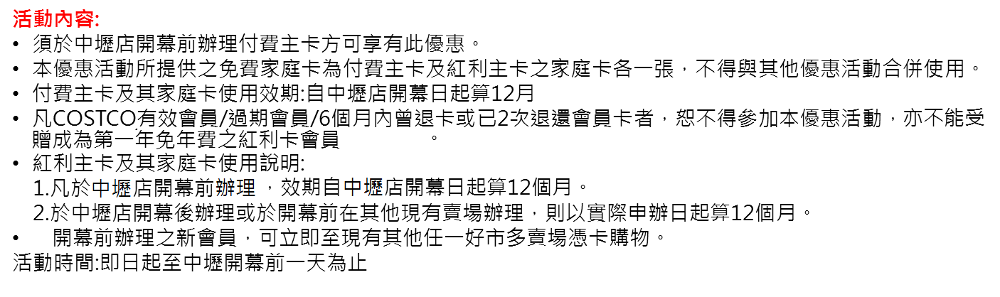 活動內容:
• 須於中壢店開幕前辦理付費主卡方可享有此優惠。
• 本優惠活動所提供之免費家庭卡為付費主卡及紅利主卡之家庭卡各一張，不得與其他優惠活動合併使用。
• 付費主卡及其家庭卡使用效期:自中壢店開幕日起算12月
• 凡COSTCO有效會員/過期會員/6個月內曾退卡或已2次退還會員卡者，恕不得參加本優惠活動，亦不能受
贈成為第一年免年費之紅利卡會員 。
• 紅利主卡及其家庭卡使用說明:
1.凡於中壢店開幕前辦理 ，效期自中壢店開幕日起算12個月。
2.於中壢店開幕後辦理或於開幕前在其他現有賣場辦理，則以實際申辦日起算12個月。
• 開幕前辦理之新會員，可立即至現有其他任一好市多賣場憑卡購物。
活動時間:即日起至中壢開幕前一天為止